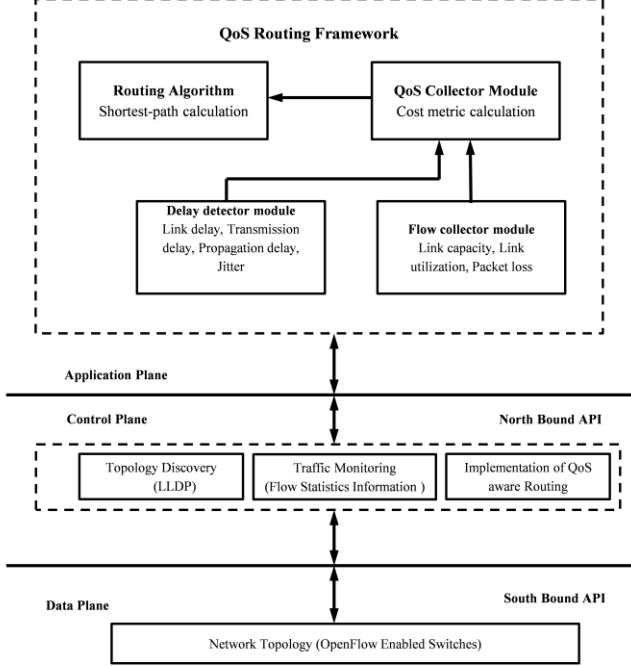 QoS Routing Framework
Routing Algorithm
Shortest-path calculation
QoS Collector Module
Cost metric calculation
Delay detector module
Link delay, Transmission
delay, Propagation delay,
Jitter
Flow collector module
Link capacity, Link
utilization, Packet loss
Application Plane
Control Plane
North Bound API
Topology Discovery
(LLDP)
Traffic Monitoring
(Flow Statistics Information )
Implementation of QoS
aware Routing
Data Plane
South Bound API
Network Topology (OpenFlow Enabled Switches)